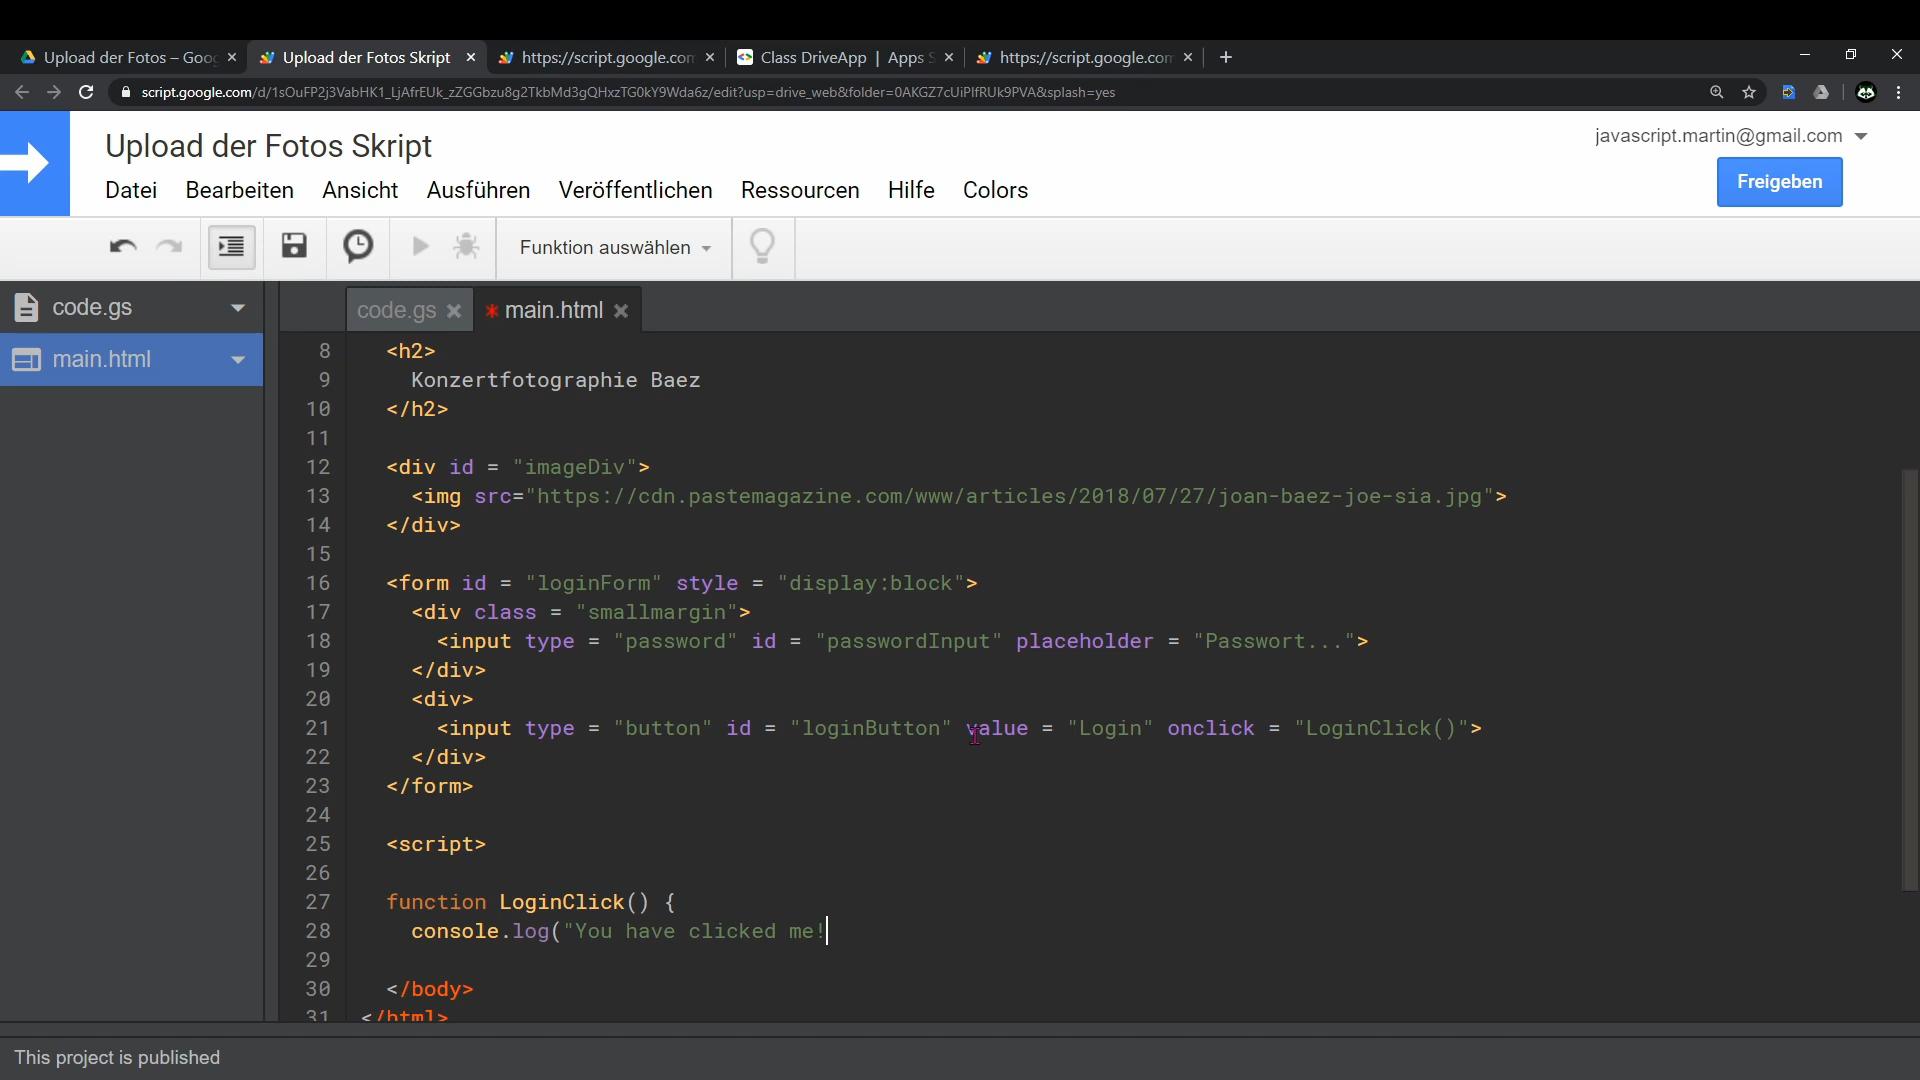 Upload der Fotos – Goog
Upload der Fotos Skript
https://script.google.com
Class DriveApp | Apps S
https://script.google.com
script.google.com/d/1sOuFP2j3VabHK1_LjAfrEUk_zZGGbzu8g2TkbMd3gQHxzTG0kY9Wda6z/edit?usp=drive_web&folder=0AKGZ7cUiPlfRUk9PVA&splash=yes
Upload der Fotos Skript
javascript.martin@gmail.com
Datei Bearbeiten Ansicht Ausführen Veröffentlichen Ressourcen Hilfe Colors
Freigeben
Funktion auswählen
code.gs
main.html
code.gs
* main.html
8 <h2>
9 Konzertfotographie Baez
10 </h2>
11
12 <div id = "imageDiv">
13 <img src="https://cdn.pastemagazine.com/www/articles/2018/07/27/joan-baez-joe-sia.jpg">
14 </div>
15
16 <form id = "loginForm" style = "display:block">
17 <div class = "smallmargin">
18 <input type = "password" id = "passwordInput" placeholder = "Passwort...">
19 </div>
20 <div>
21 <input type = "button" id = "loginButton" value = "Login" onclick = "LoginClick()">
22 </div>
23 </form>
24
25 <script>
26
27 function LoginClick() {
28 console.log("You have clicked me!
29
30 </body>
31 </html>
This project is published